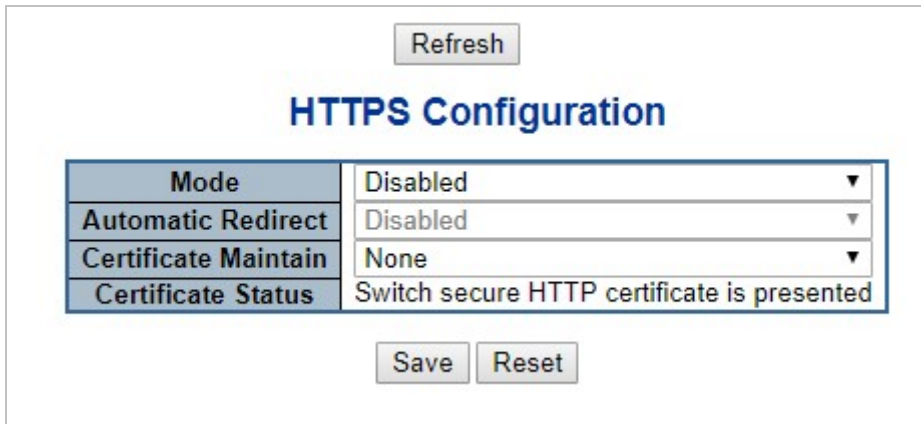 Refresh
HTTPS Configuration
Mode Disabled
Automatic Redirect Disabled
Certificate Maintain None
Certificate Status Switch secure HTTP certificate is presented
Save Reset